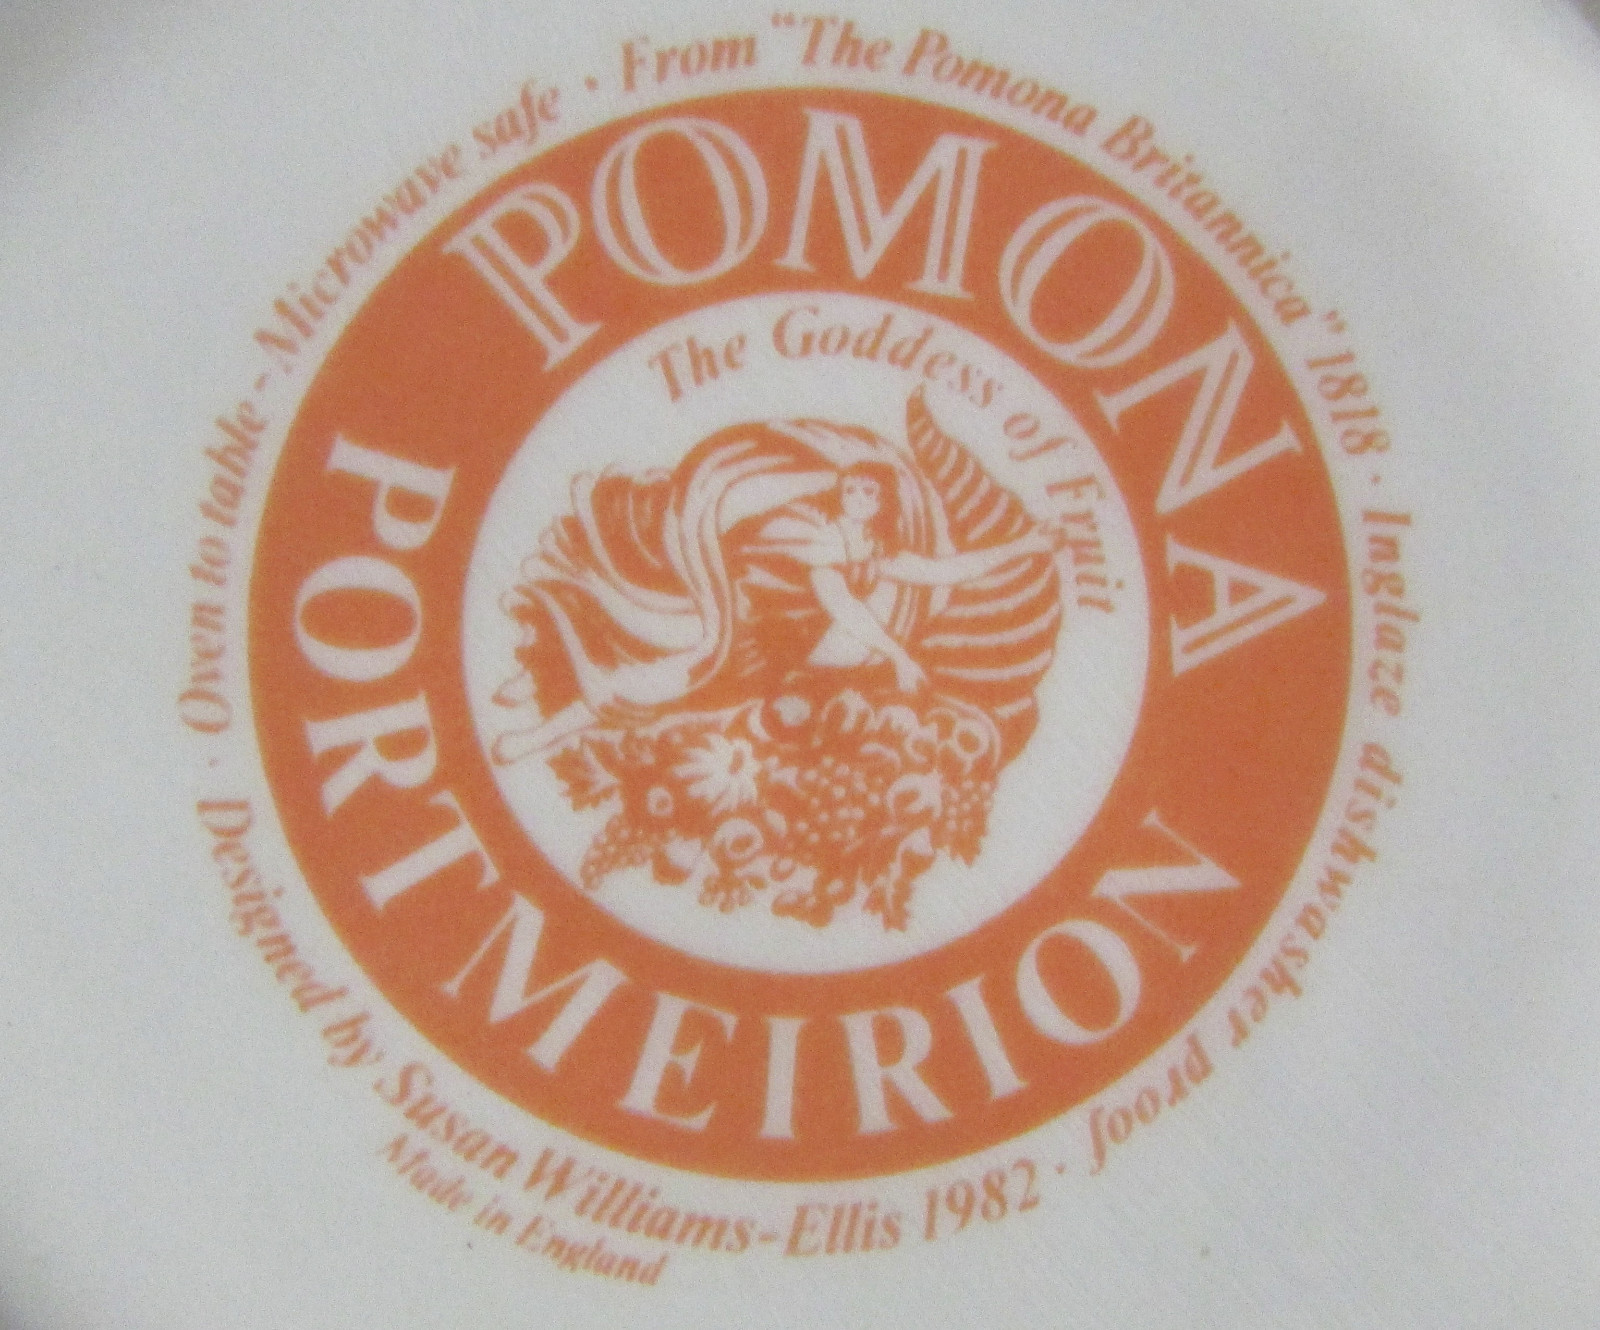 POMONA
The Goddess of Fruit
PORTMEIRION
From "The Pomona Britannica" 1818 · Inglaze dishwasher proof
· Oven to table - Microwave safe ·
Designed by Susan Williams-Ellis 1982 ·
Made in England